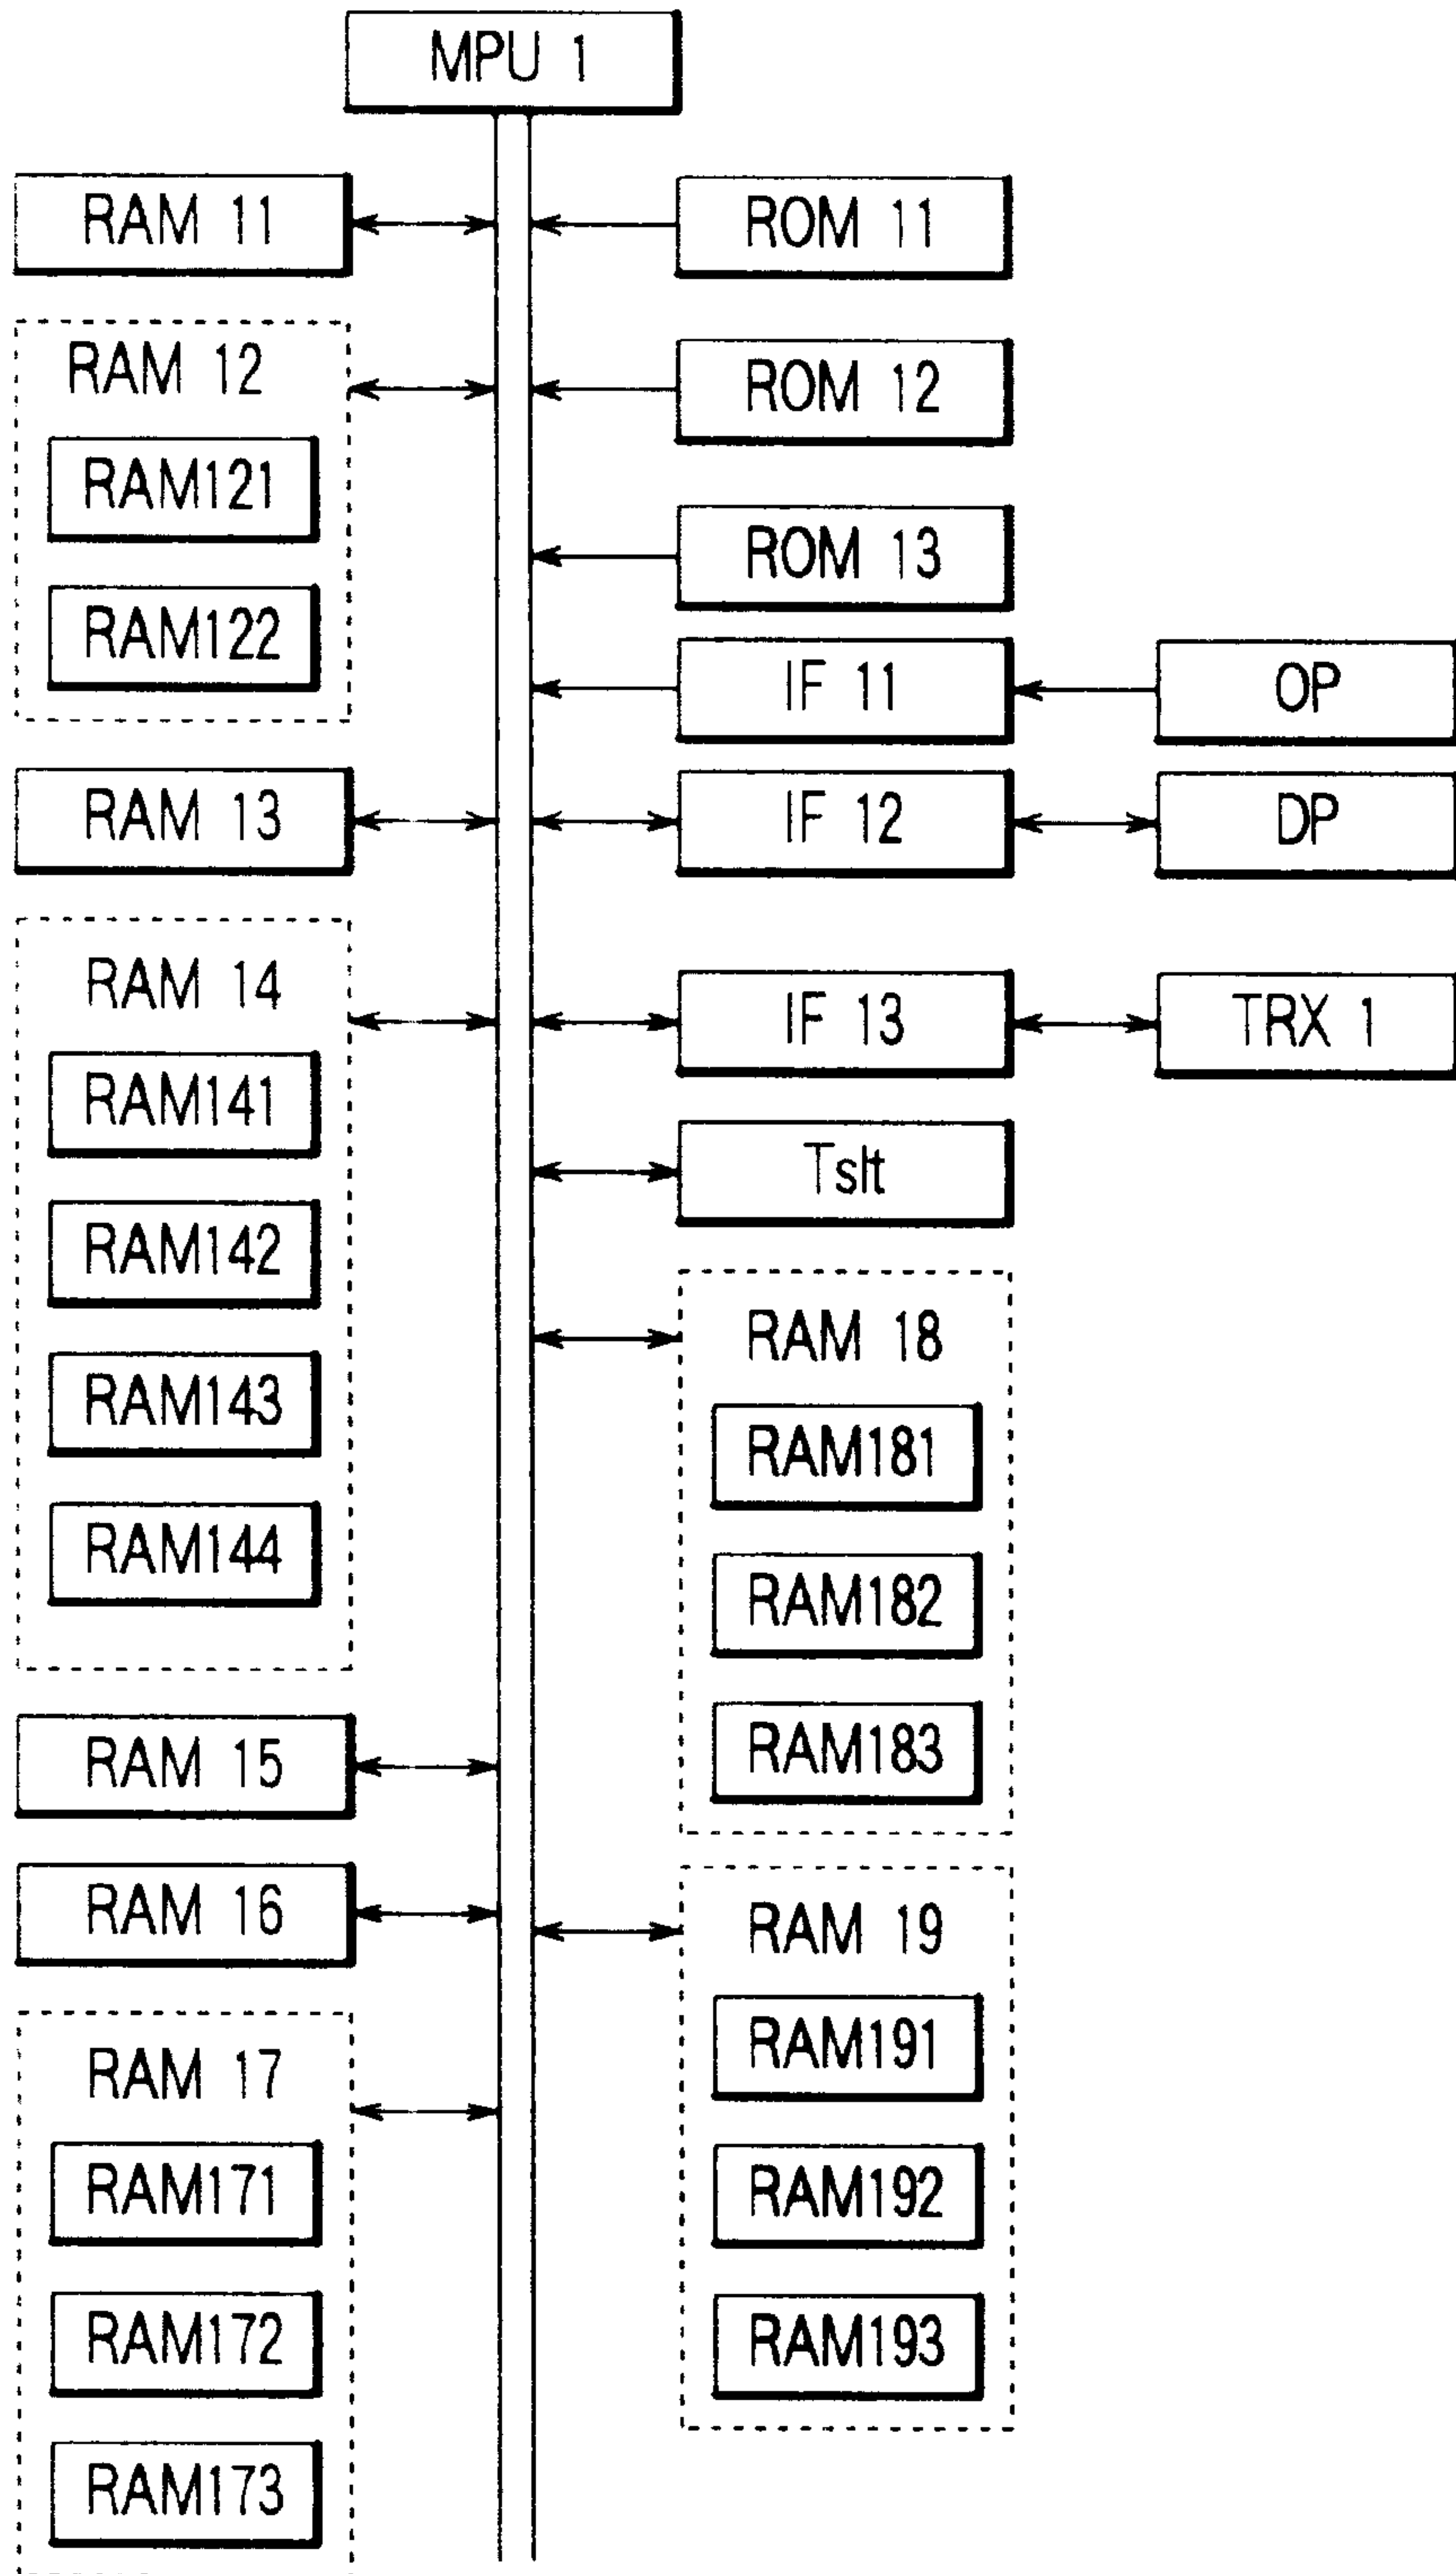 MPU 1
RAM 11
RAM 12
RAM121
RAM122
RAM 13
RAM 14
RAM141
RAM142
RAM143
RAM144
RAM 15
RAM 16
RAM 17
RAM171
RAM172
RAM173
ROM 11
ROM 12
ROM 13
IF 11
OP
IF 12
DP
IF 13
TRX 1
Tslt
RAM 18
RAM181
RAM182
RAM183
RAM 19
RAM191
RAM192
RAM193